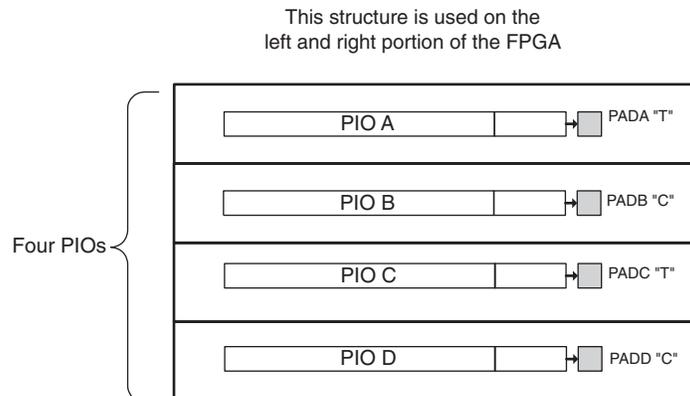 This structure is used on the
left and right portion of the FPGA
PIO A
PADA "T"
PIO B
PADB "C"
Four PIOs
PIO C
PADC "T"
PIO D
PADD "C"